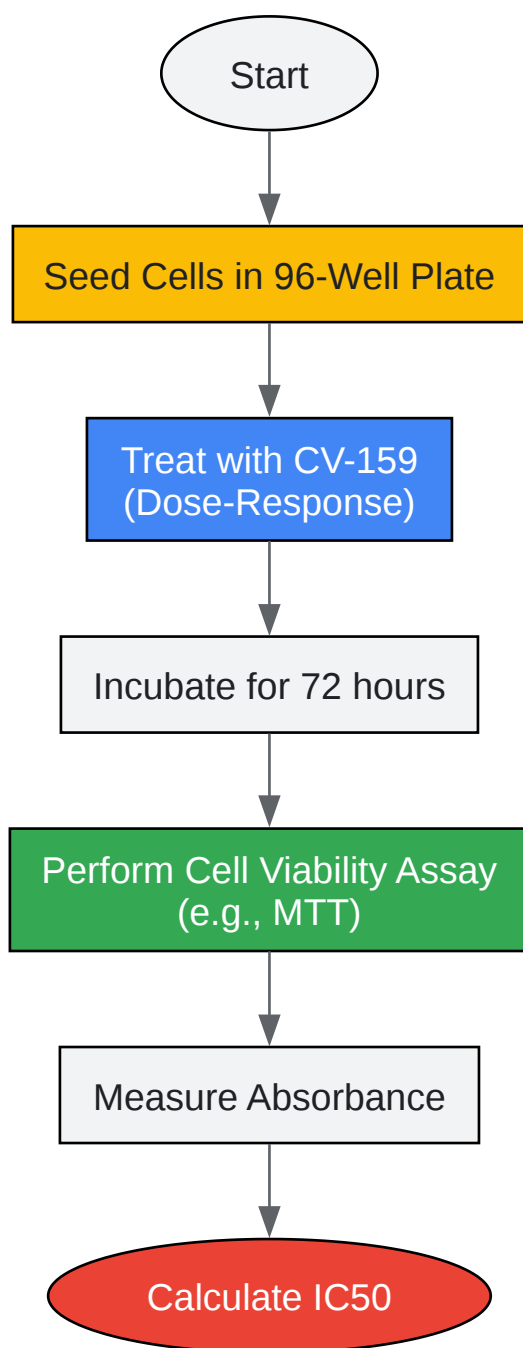 Start
Seed Cells in 96-Well Plate
Treat with CV-159
(Dose-Response)
Incubate for 72 hours
Perform Cell Viability Assay
(e.g., MTT)
Measure Absorbance
Calculate IC50